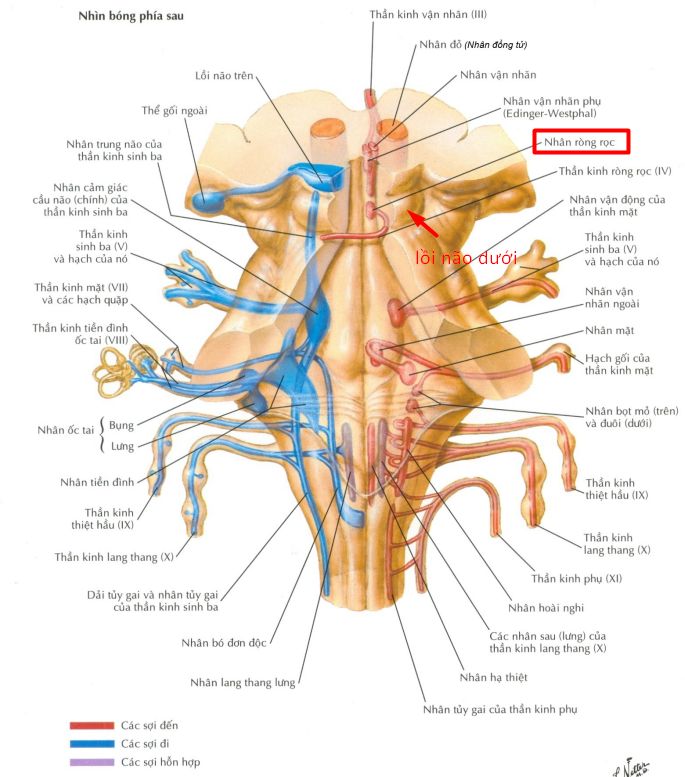 Nhìn bóng phía sau
Thần kinh vận nhãn (III)
Nhân đỏ (Nhân đồng tử)
Nhân vận nhãn
Nhân vận nhãn phụ
(Edinger-Westphal)
Nhân ròng rọc
Thần kinh ròng rọc (IV)
Nhân vận động của
thần kinh mặt
lồi não dưới
Thần kinh
sinh ba (V)
và hạch của nó
Nhân vận
nhãn ngoài
Nhân mặt
Hạch gối của
thần kinh mặt
Nhân bọt mỏ (trên)
và đuôi (dưới)
Thần kinh
thiệt hầu (IX)
Thần kinh
lang thang (X)
Thần kinh phụ (XI)
Nhân hoài nghi
Các nhân sau (lưng) của
thần kinh lang thang (X)
Nhân hạ thiệt
Nhân tủy gai của thần kinh phụ
Lồi não trên
Thể gối ngoài
Nhân trung não của
thần kinh sinh ba
Nhân cảm giác
cầu não (chính) của
thần kinh sinh ba
Thần kinh
sinh ba (V)
và hạch của nó
Thần kinh mặt (VII)
và các hạch quặp
Thần kinh tiền đình
ốc tai (VIII)
Nhân ốc tai
Bụng
Lưng
Nhân tiền đình
Thần kinh
thiệt hầu (IX)
Thần kinh lang thang (X)
Dải tủy gai và nhân tủy gai
của thần kinh sinh ba
Nhân bó đơn độc
Nhân lang thang lưng
Các sợi đến
Các sợi đi
Các sợi hỗn hợp